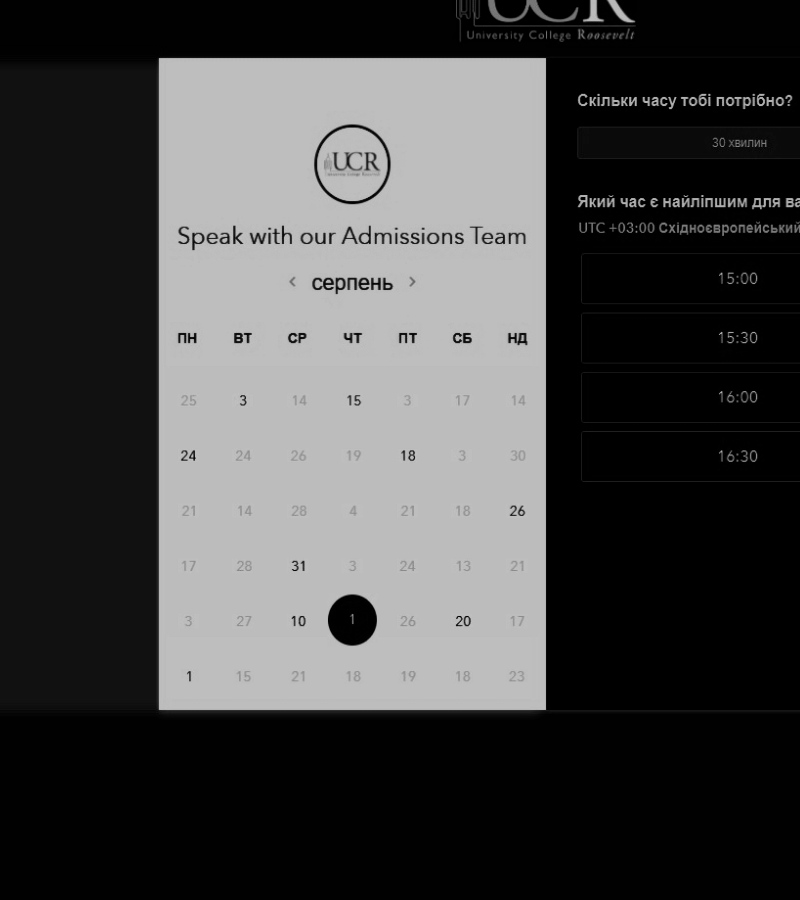 UCR
University College Roosevelt
UCR
Speak with our Admissions Team
серпень
ПН ВТ СР ЧТ ПТ СБ НД
25 3 14 15 3 17 14
24 24 26 19 18 3 30
21 14 28 4 21 18 26
17 28 31 3 24 13 21
3 27 10 1 26 20 17
1 15 21 18 19 18 23
Скільки часу тобі потрібно?
30 хвилин
Який час є найліпшим для ва
UTC +03:00 Східноєвропейський
15:00
15:30
16:00
16:30